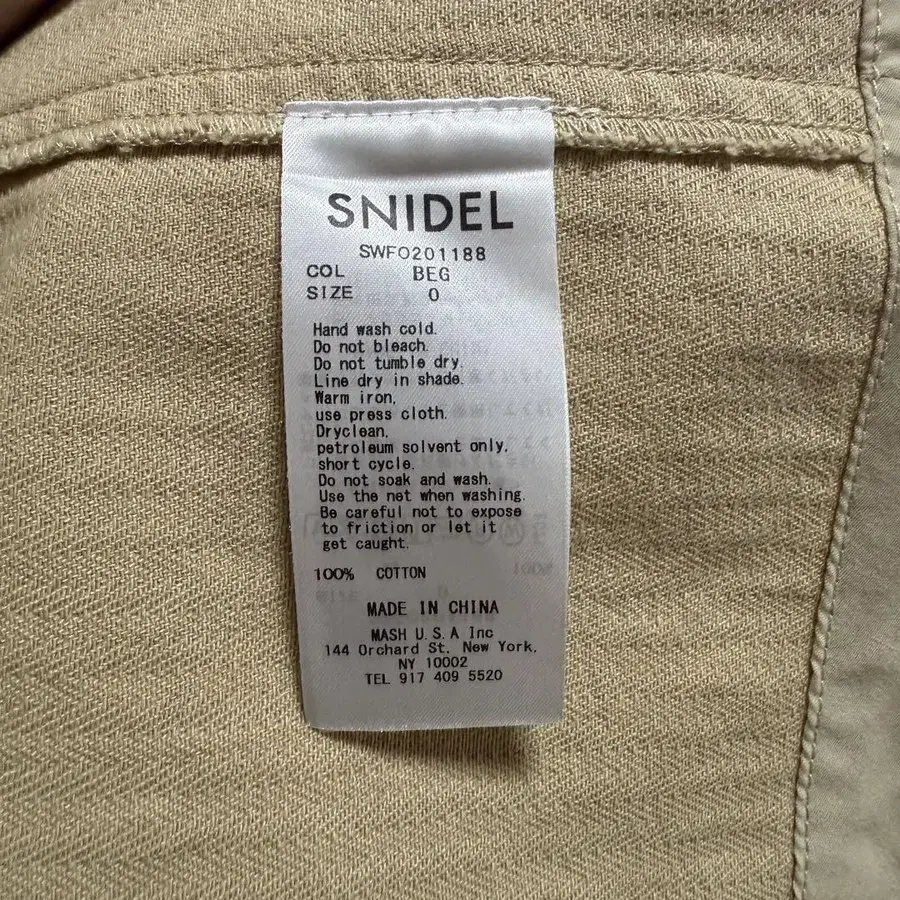 SNIDEL
SWFO201188
COL BEG
SIZE 0
Hand wash cold.
Do not bleach.
Do not tumble dry.
Line dry in shade.
Warm iron,
use press cloth.
Dryclean,
petroleum solvent only,
short cycle.
Do not soak and wash.
Use the net when washing.
Be careful not to expose
to friction or let it
get caught.
100% COTTON
MADE IN CHINA
MASH U.S.A Inc
144 Orchard St. New York,
NY 10002
TEL 917 409 5520